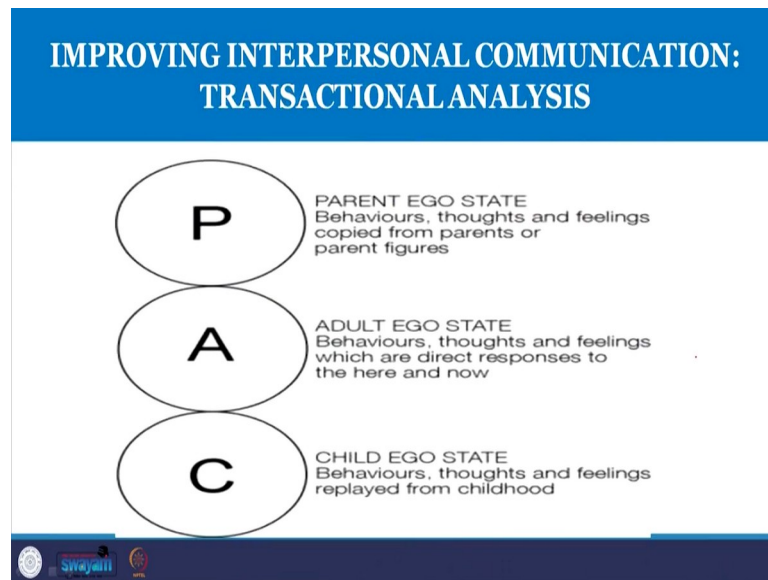 IMPROVING INTERPERSONAL COMMUNICATION:
TRANSACTIONAL ANALYSIS
P
PARENT EGO STATE
Behaviours, thoughts and feelings
copied from parents or
parent figures
A
ADULT EGO STATE
Behaviours, thoughts and feelings
which are direct responses to
the here and now
C
CHILD EGO STATE
Behaviours, thoughts and feelings
replayed from childhood
swayam